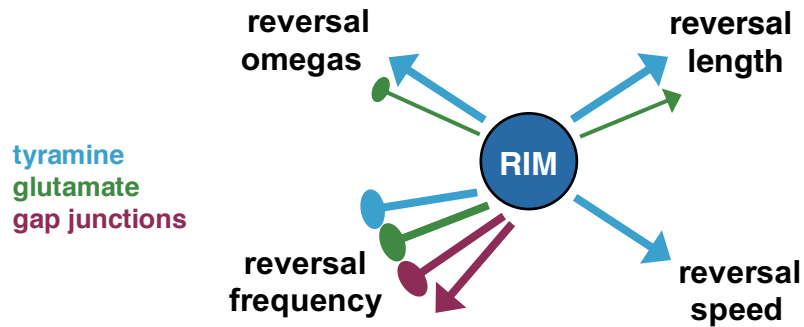 reversal
omegas
reversal
length
tyramine
glutamate
gap junctions
RIM
reversal
frequency
reversal
speed